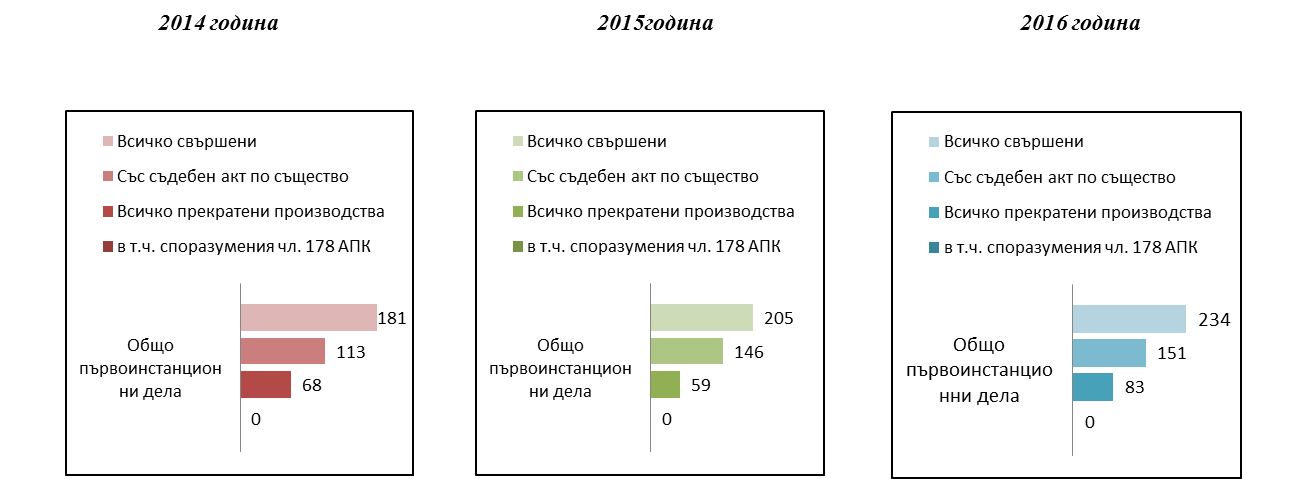 2014 година
2015година
2016 година
Всичко свършени
Със съдебен акт по същество
Всичко прекратени производства
в т.ч. споразумения чл. 178 АПК
Общо
първоинстанцион
ни дела
181
113
68
0
Всичко свършени
Със съдебен акт по същество
Всичко прекратени производства
в т.ч. споразумения чл. 178 АПК
Общо
първоинстанцион
ни дела
205
146
59
0
Всичко свършени
Със съдебен акт по същество
Всичко прекратени производства
в т.ч. споразумения чл. 178 АПК
Общо
първоинстанцио
нни дела
234
151
83
0